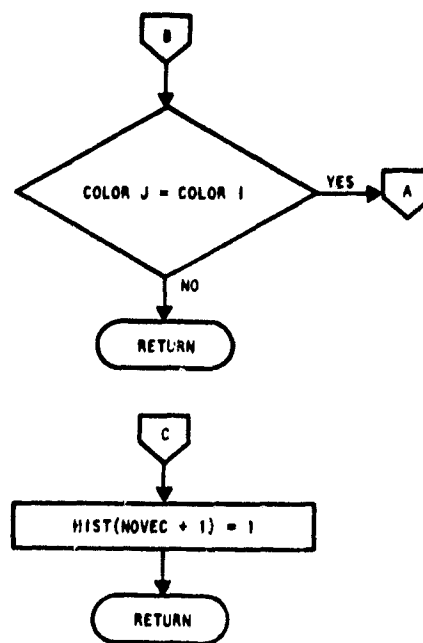 B
COLOR J = COLOR I
YES
A
NO
RETURN
C
HIST(NOVEC + 1) = 1
RETURN